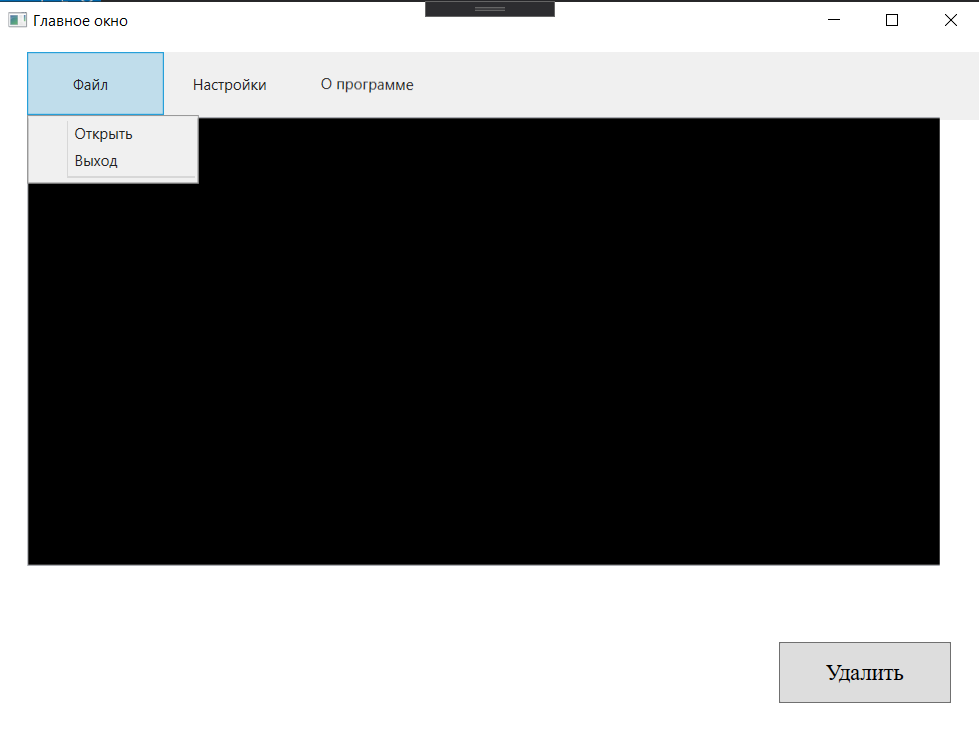 Главное окно
Файл Настройки О программе
Открыть
Выход
Удалить